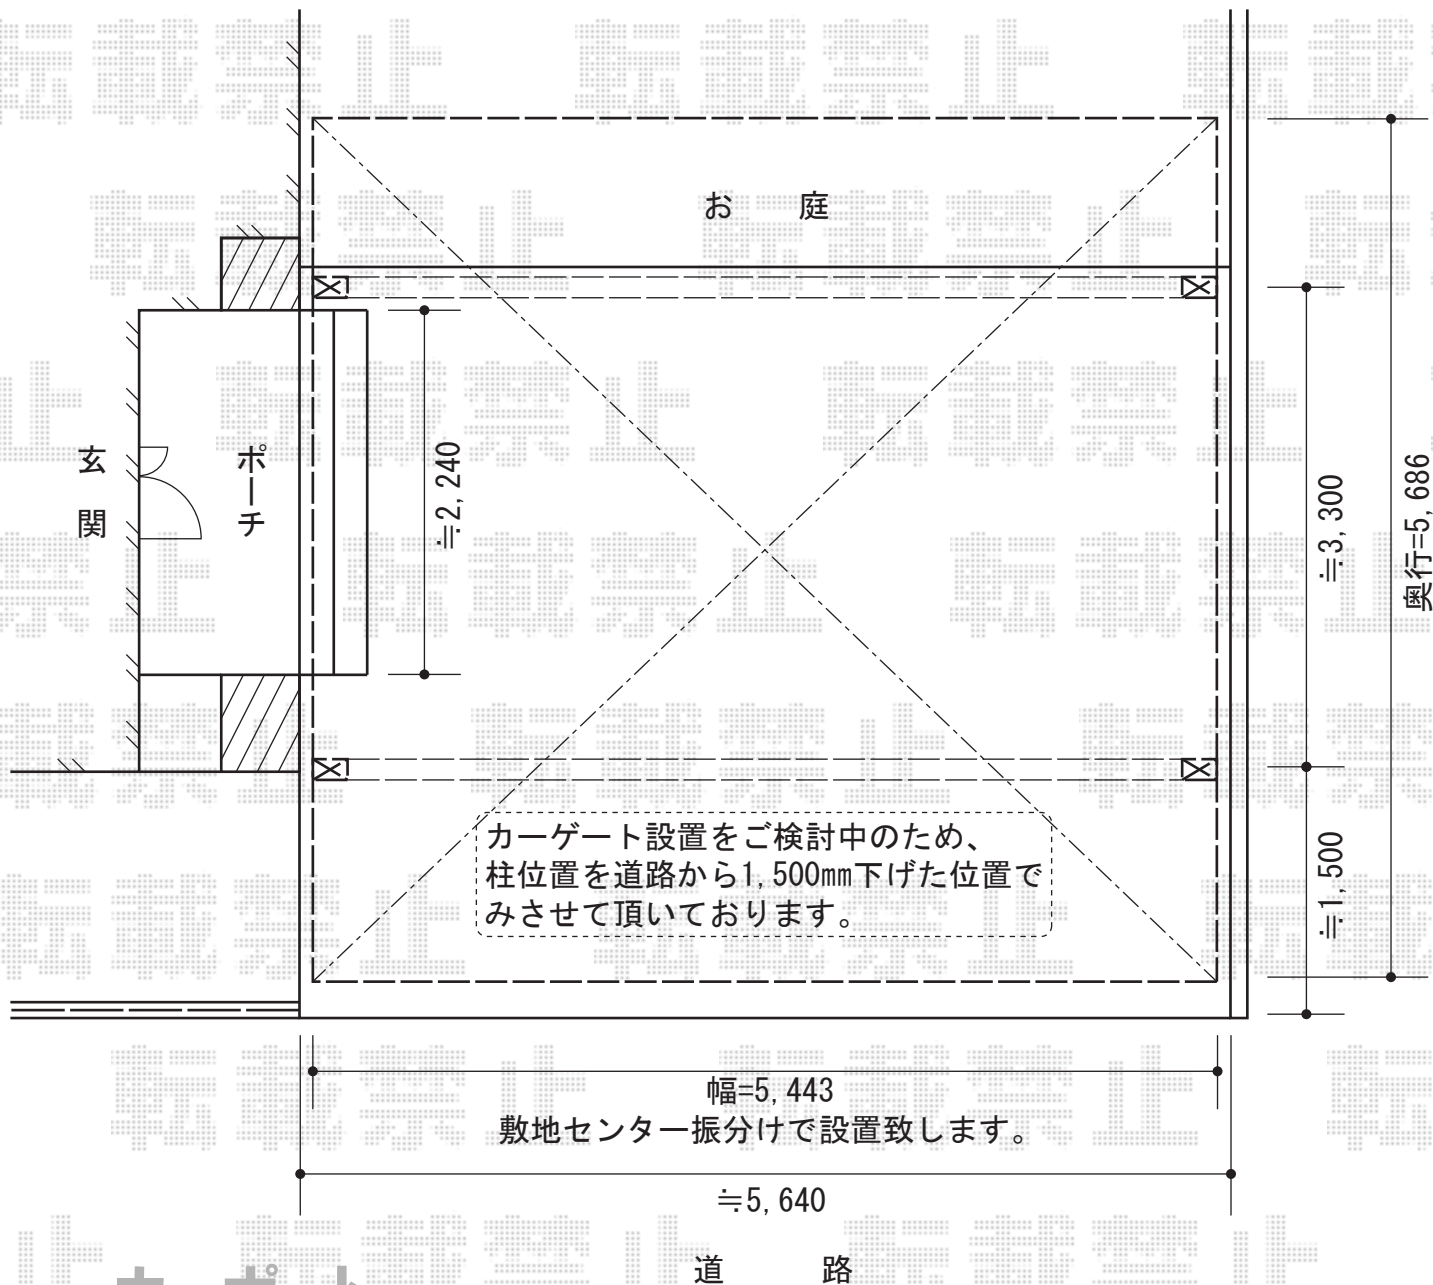 お庭
玄関
ポーチ
≒2,240
≒3,300
奥行=5,686
≒1,500
カーゲート設置をご検討中のため、
柱位置を道路から1,500mm下げた位置で
みさせて頂いております。
幅=5,443
敷地センター振分けで設置致します。
≒5,640
道路
転載禁止